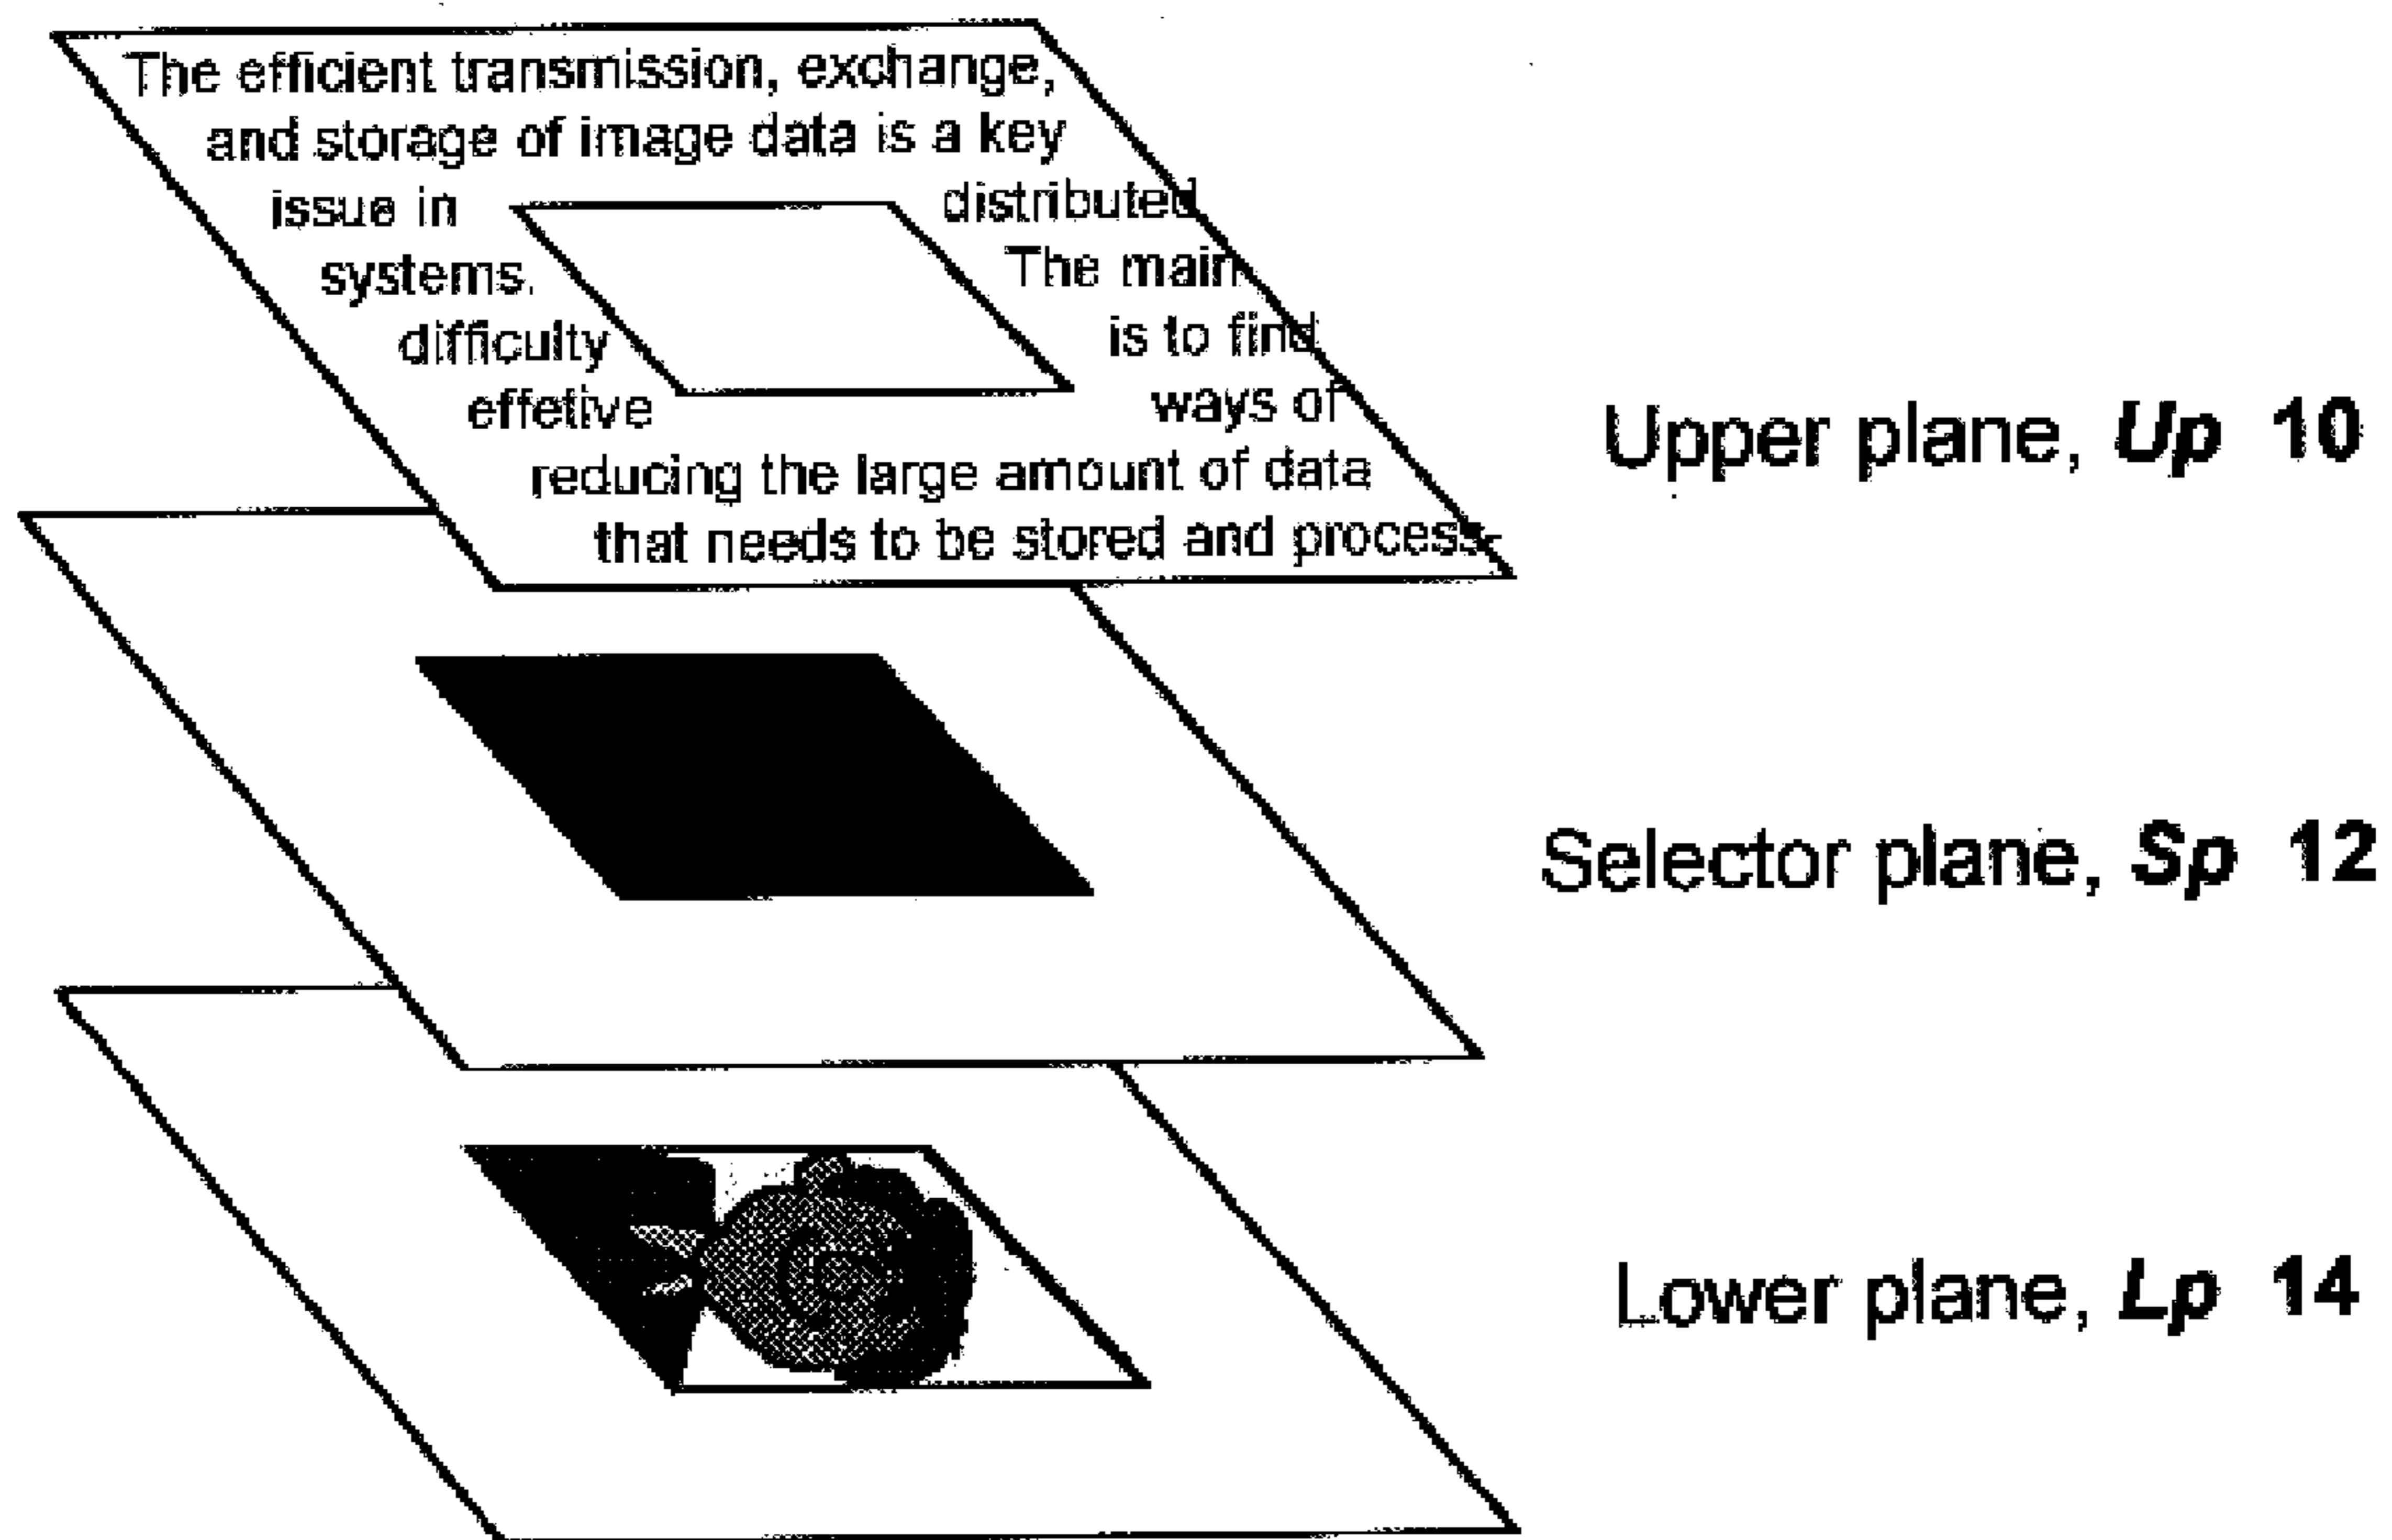 The efficient transmission, exchange,
and storage of image data is a key
issue in distributed
systems. The main
difficulty is to find
effetive ways of
reducing the large amount of data
that needs to be stored and process-
Upper plane, Up 10
Selector plane, Sp 12
Lower plane, Lp 14